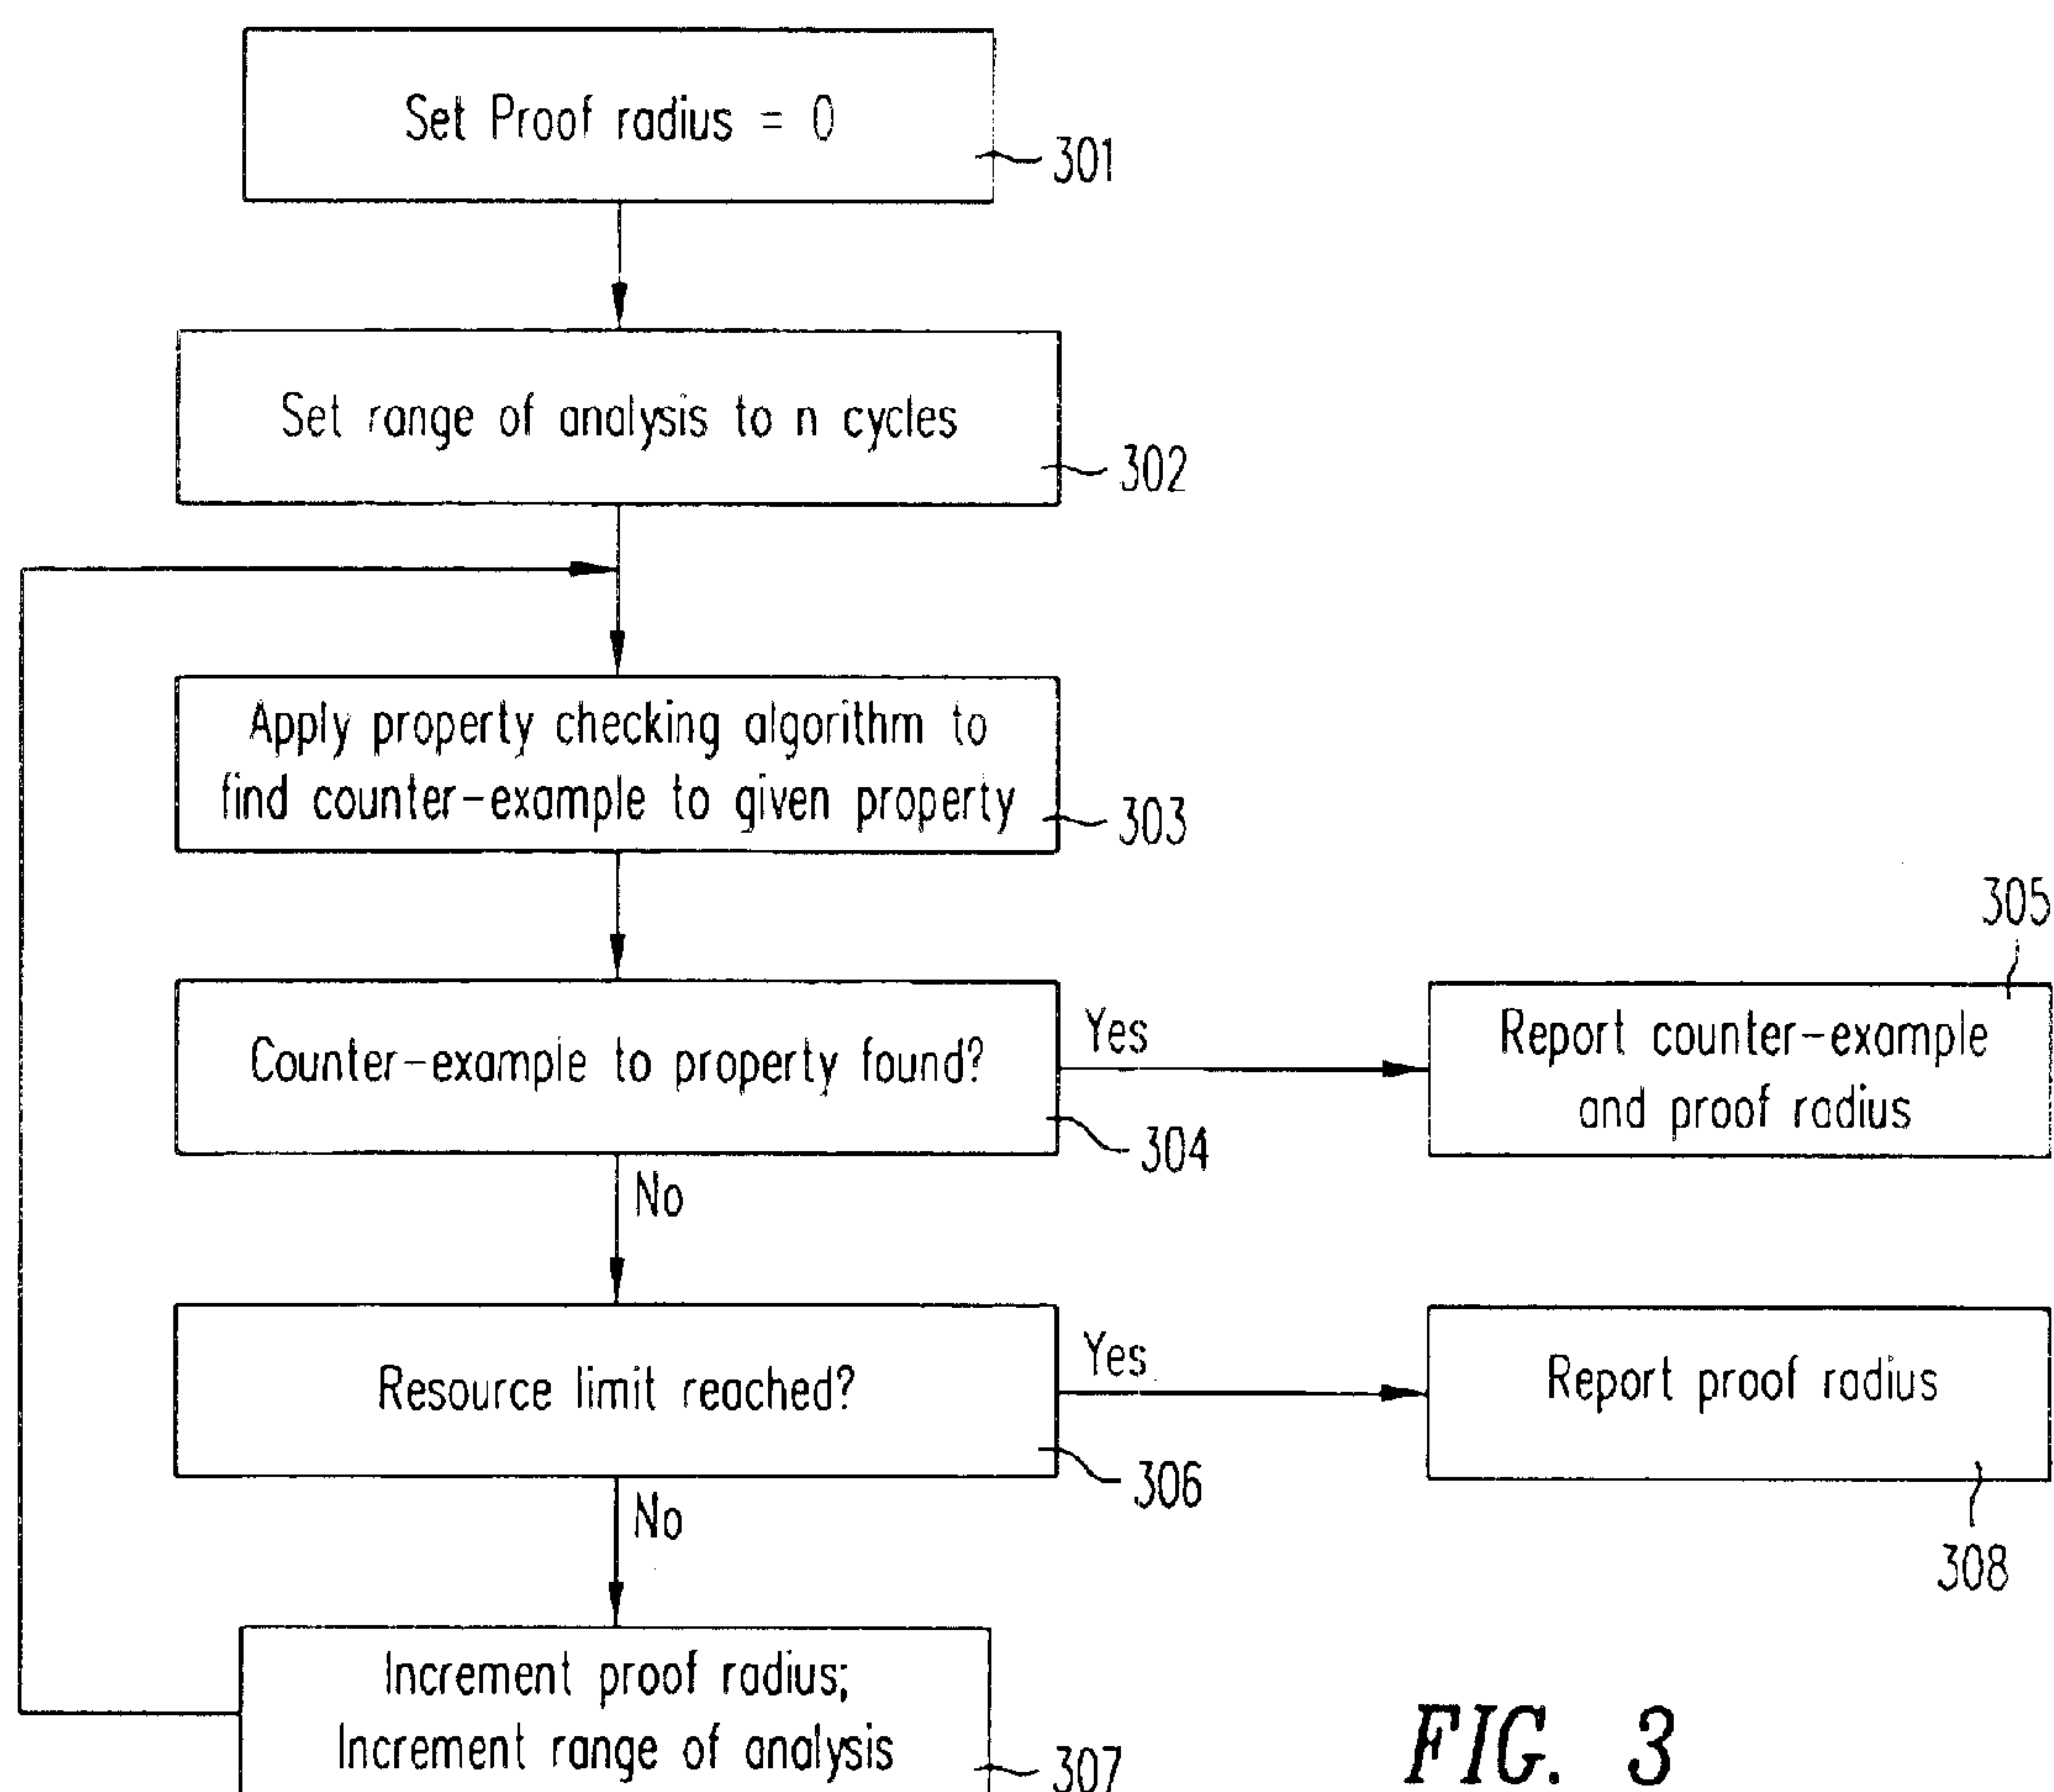 Set Proof radius = 0
301
Set range of analysis to n cycles
302
Apply property checking algorithm to
find counter-example to given property
303
305
Counter-example to property found?
304
Yes
Report counter-example
and proof radius
No
Resource limit reached?
306
Yes
Report proof radius
308
No
Increment proof radius;
Increment range of analysis
307
FIG. 3